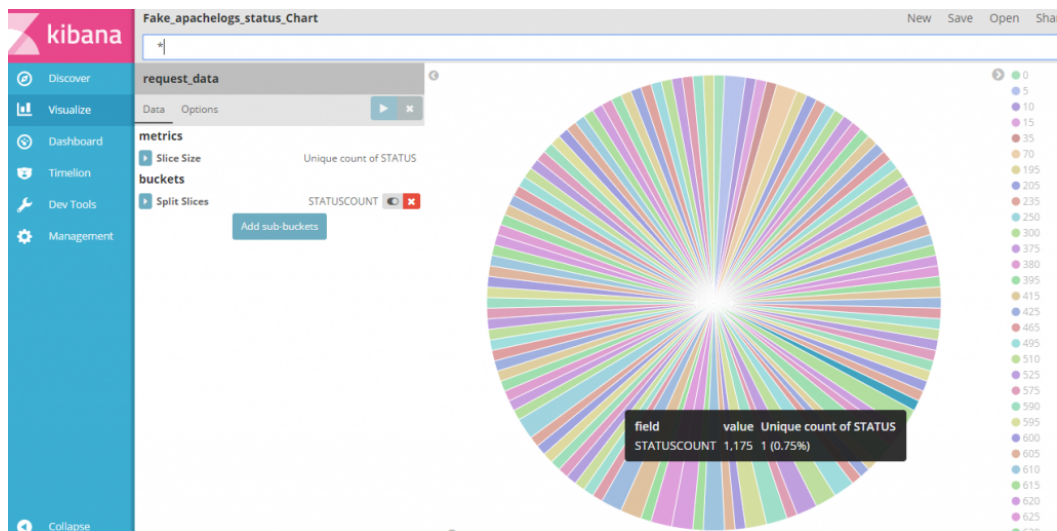 kibana
Discover
Visualize
Dashboard
Timelion
Dev Tools
Management
Collapse
Fake_apachelogs_status_Chart
New Save Open Shar
*
request_data
Data Options
metrics
Slice Size Unique count of STATUS
buckets
Split Slices STATUSCOUNT
Add sub-buckets
field value Unique count of STATUS
STATUSCOUNT 1,175 1 (0.75%)
0
5
10
15
35
70
195
205
235
250
300
375
380
395
415
425
465
495
510
525
575
590
595
600
605
610
615
620
625